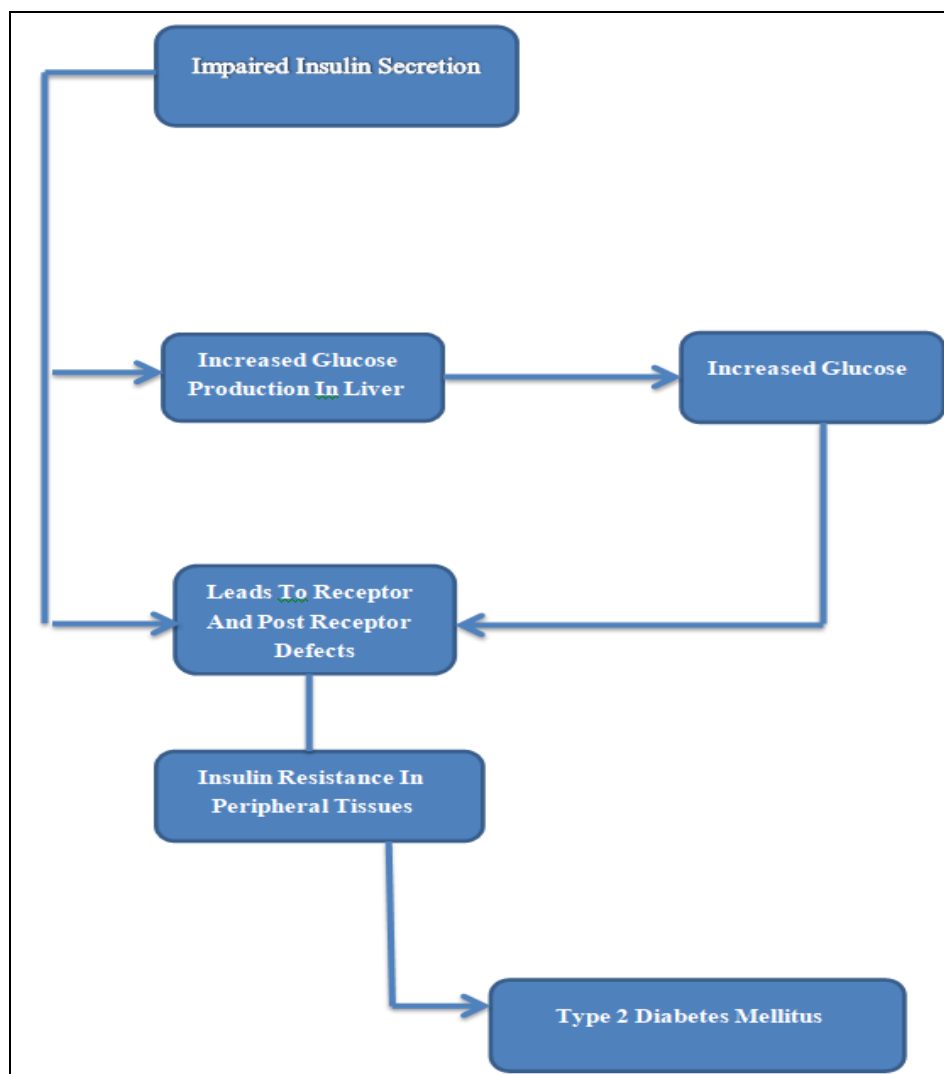 Impaired Insulin Secretion
Increased Glucose
Production In Liver
Increased Glucose
Leads To Receptor
And Post Receptor
Defects
Insulin Resistance In
Peripheral Tissues
Type 2 Diabetes Mellitus